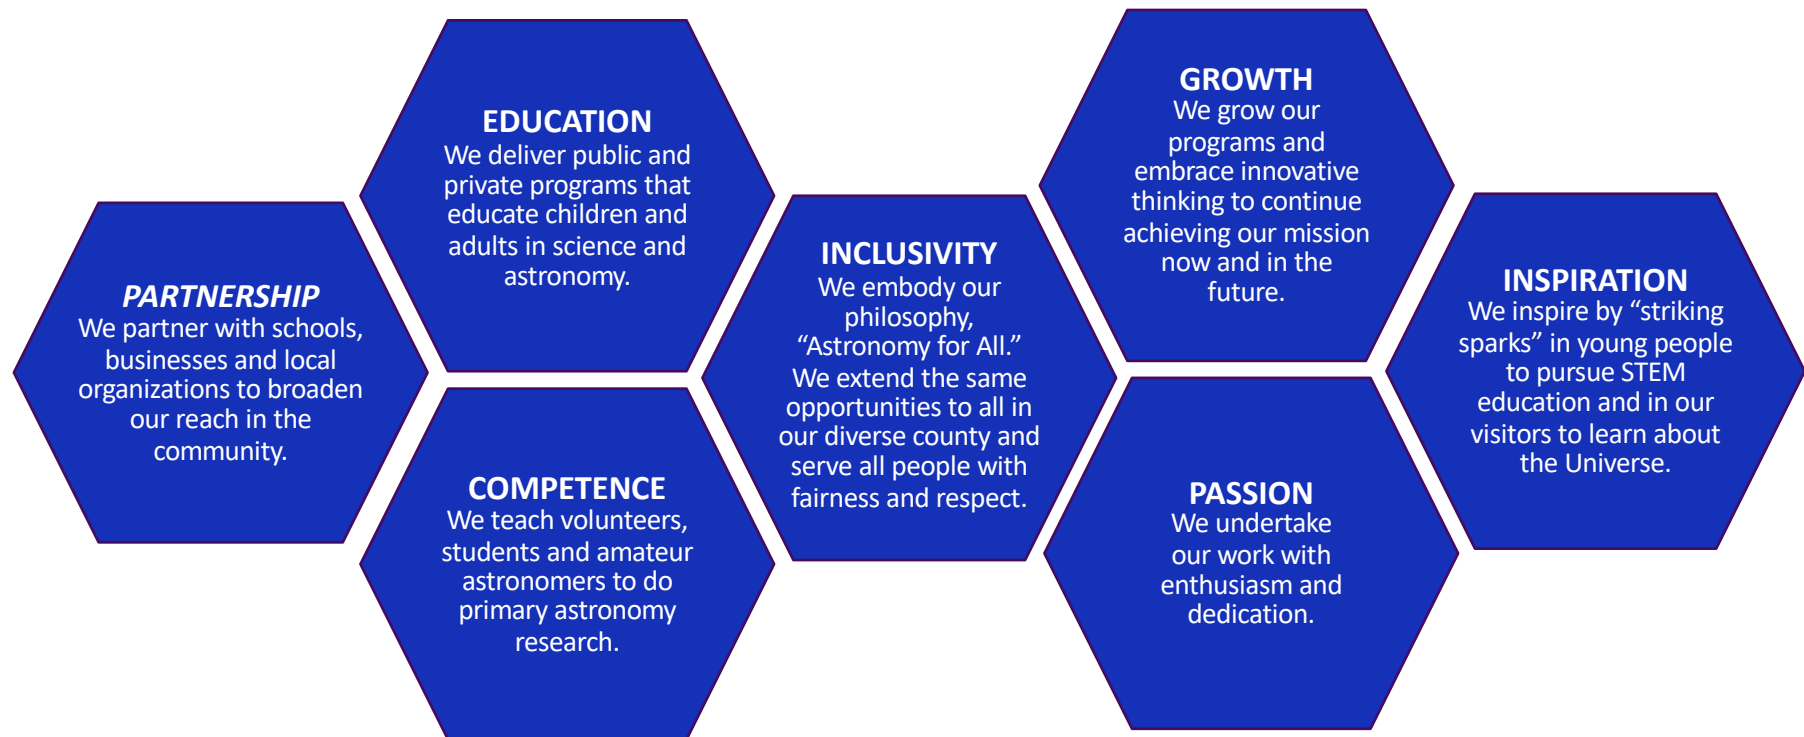 PARTNERSHIP
We partner with schools,
businesses and local
organizations to broaden
our reach in the
community.
EDUCATION
We deliver public and
private programs that
educate children and
adults in science and
astronomy.
COMPETENCE
We teach volunteers,
students and amateur
astronomers to do
primary astronomy
research.
INCLUSIVITY
We embody our
philosophy,
“Astronomy for All.”
We extend the same
opportunities to all in
our diverse county and
serve all people with
fairness and respect.
GROWTH
We grow our
programs and
embrace innovative
thinking to continue
achieving our mission
now and in the
future.
PASSION
We undertake
our work with
enthusiasm and
dedication.
INSPIRATION
We inspire by “striking
sparks” in young people
to pursue STEM
education and in our
visitors to learn about
the Universe.